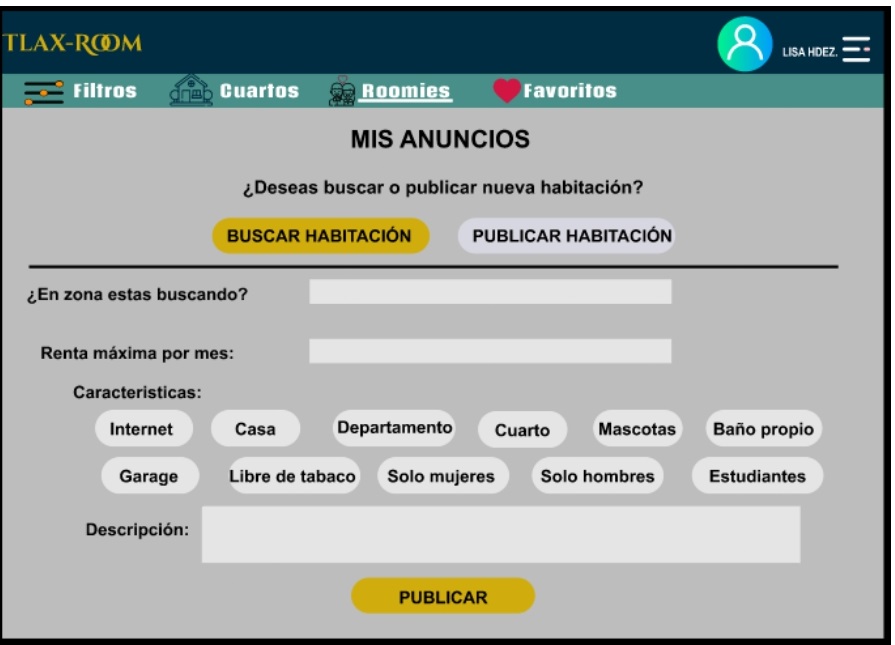 TLAX-ROOM
LISA HDEZ.
Filtros Cuartos Roomies Favoritos
MIS ANUNCIOS
¿Deseas buscar o publicar nueva habitación?
BUSCAR HABITACIÓN PUBLICAR HABITACIÓN
¿En zona estas buscando?
Renta máxima por mes:
Caracteristicas:
Internet Casa Departamento Cuarto Mascotas Baño propio
Garage Libre de tabaco Solo mujeres Solo hombres Estudiantes
Descripción:
PUBLICAR